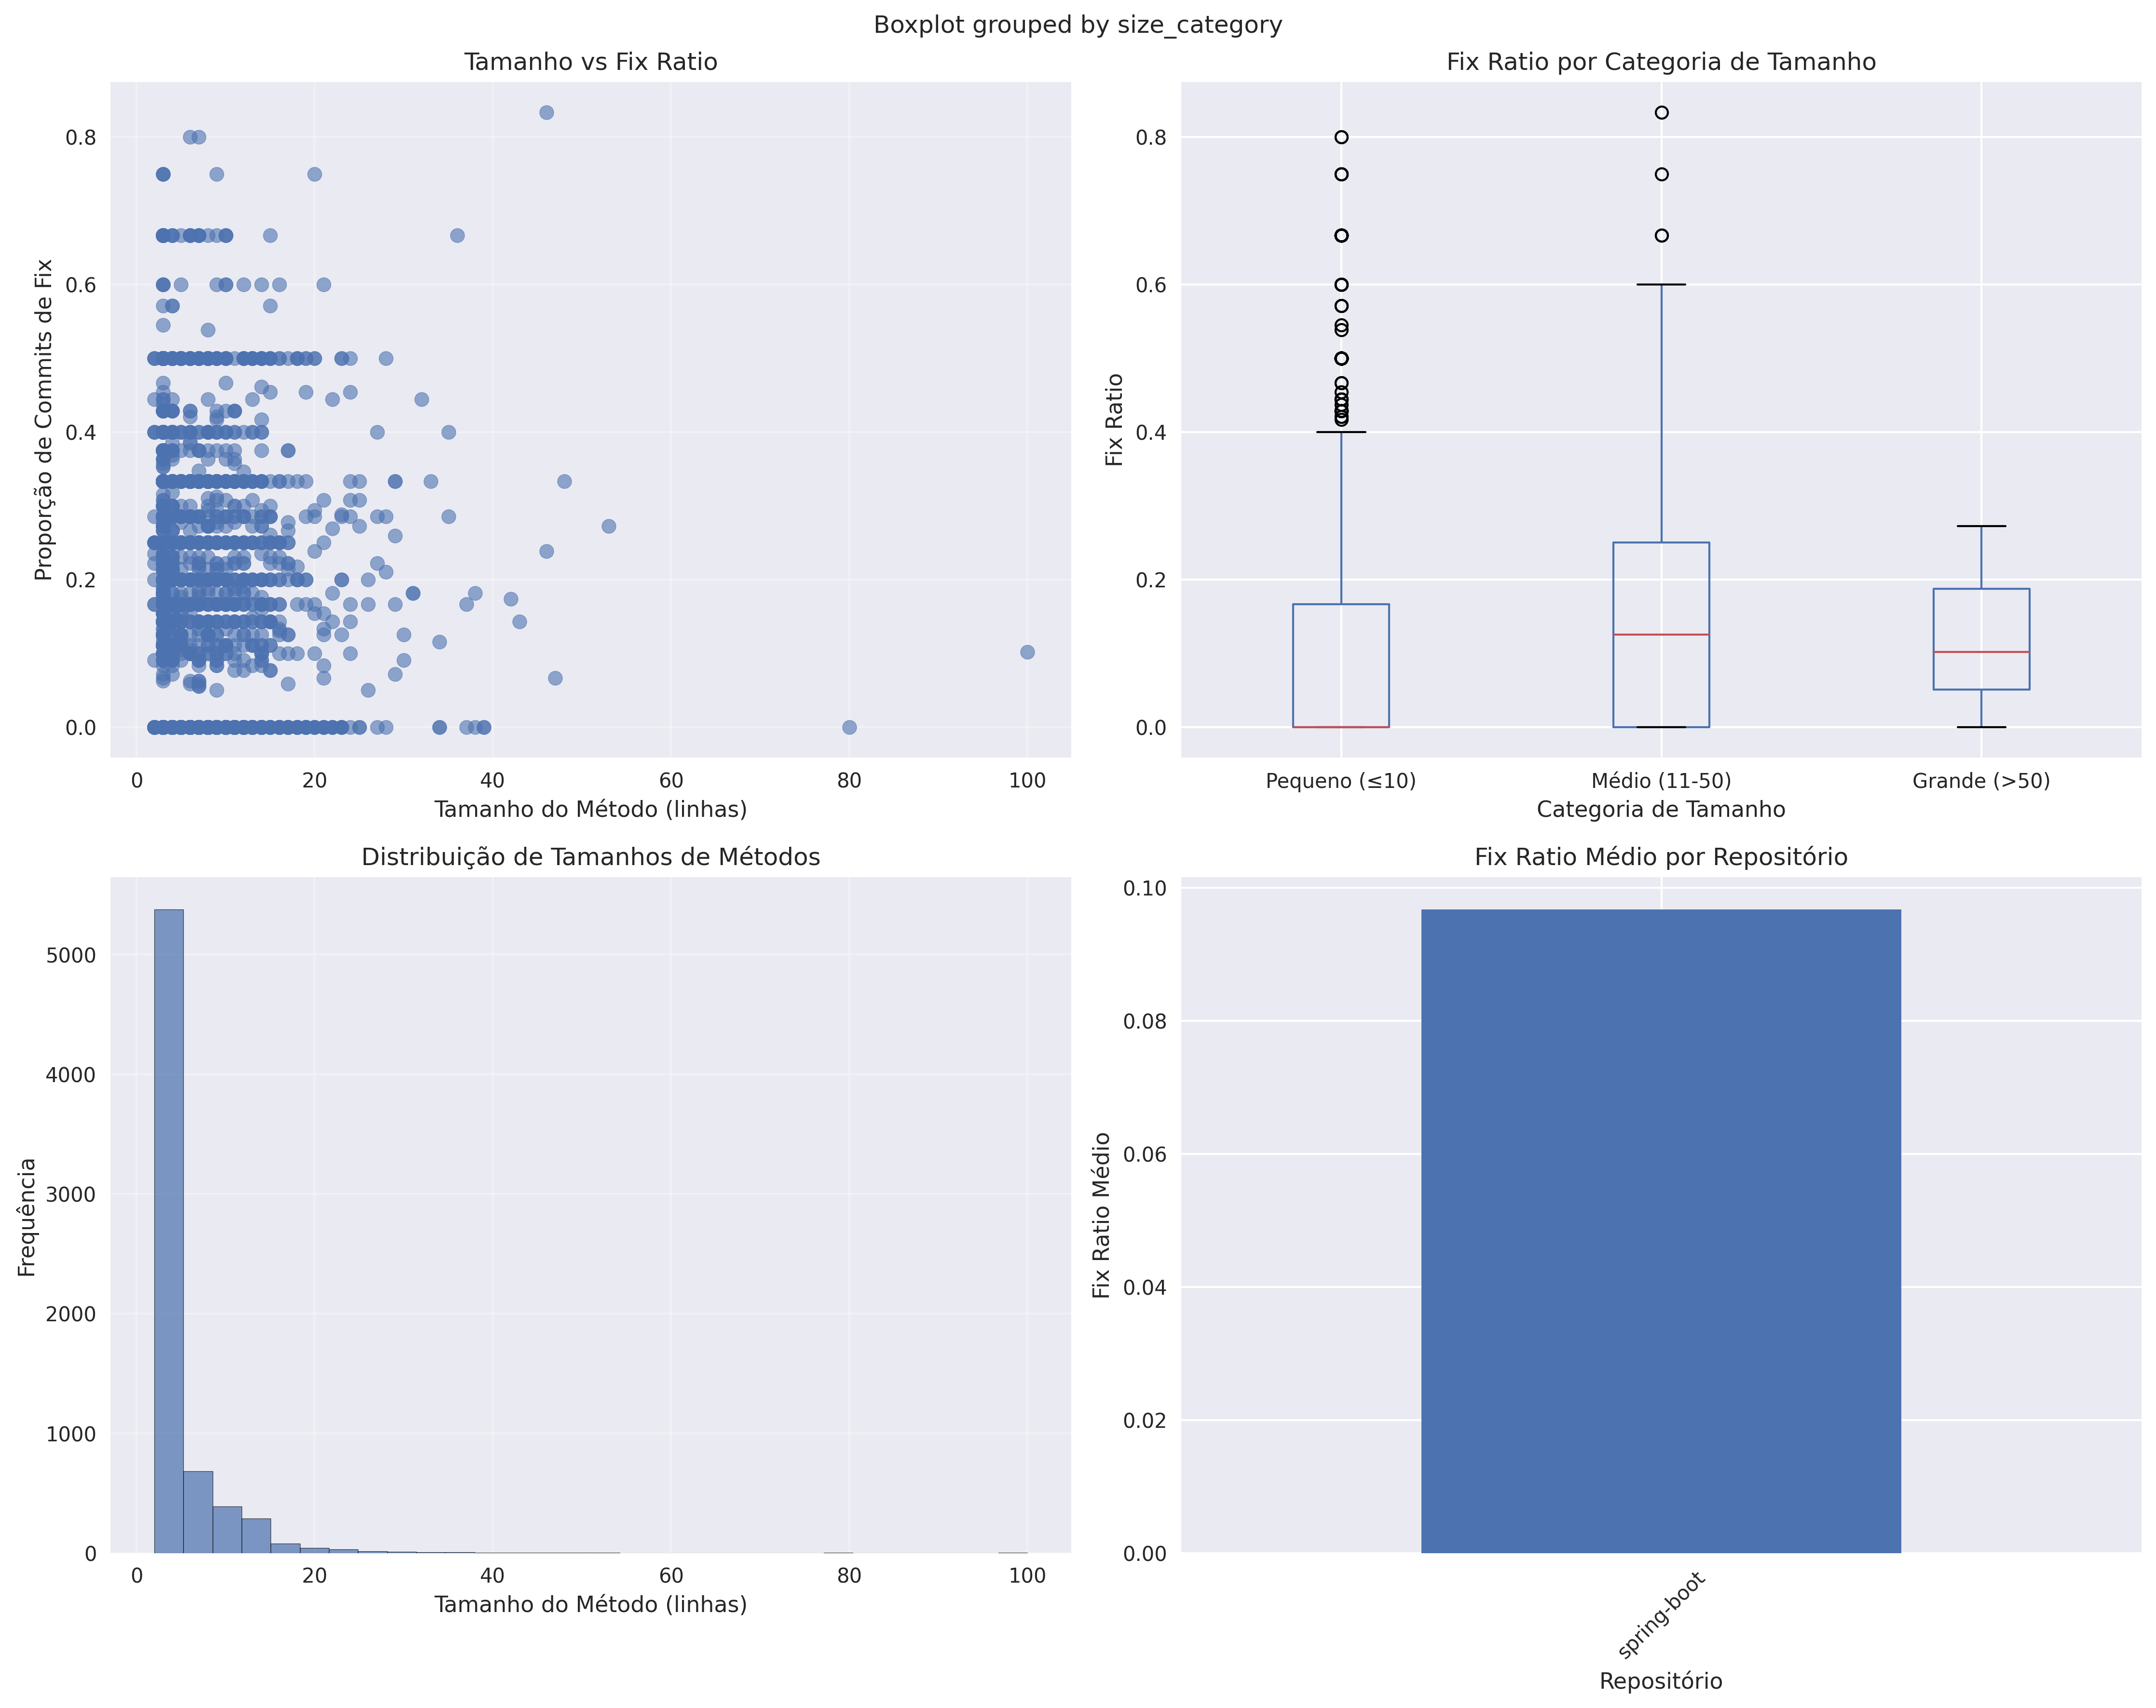 Boxplot grouped by size_category
Tamanho vs Fix Ratio
Proporção de Commits de Fix
0.8
0.6
0.4
0.2
0.0
0 20 40 60 80 100
Tamanho do Método (linhas)
Fix Ratio por Categoria de Tamanho
Fix Ratio
0.8
0.6
0.4
0.2
0.0
Pequeno (≤10) Médio (11-50) Grande (>50)
Categoria de Tamanho
Distribuição de Tamanhos de Métodos
Frequência
5000
4000
3000
2000
1000
0
0 20 40 60 80 100
Tamanho do Método (linhas)
Fix Ratio Médio por Repositório
Fix Ratio Médio
0.10
0.08
0.06
0.04
0.02
0.00
spring-boot
Repositório